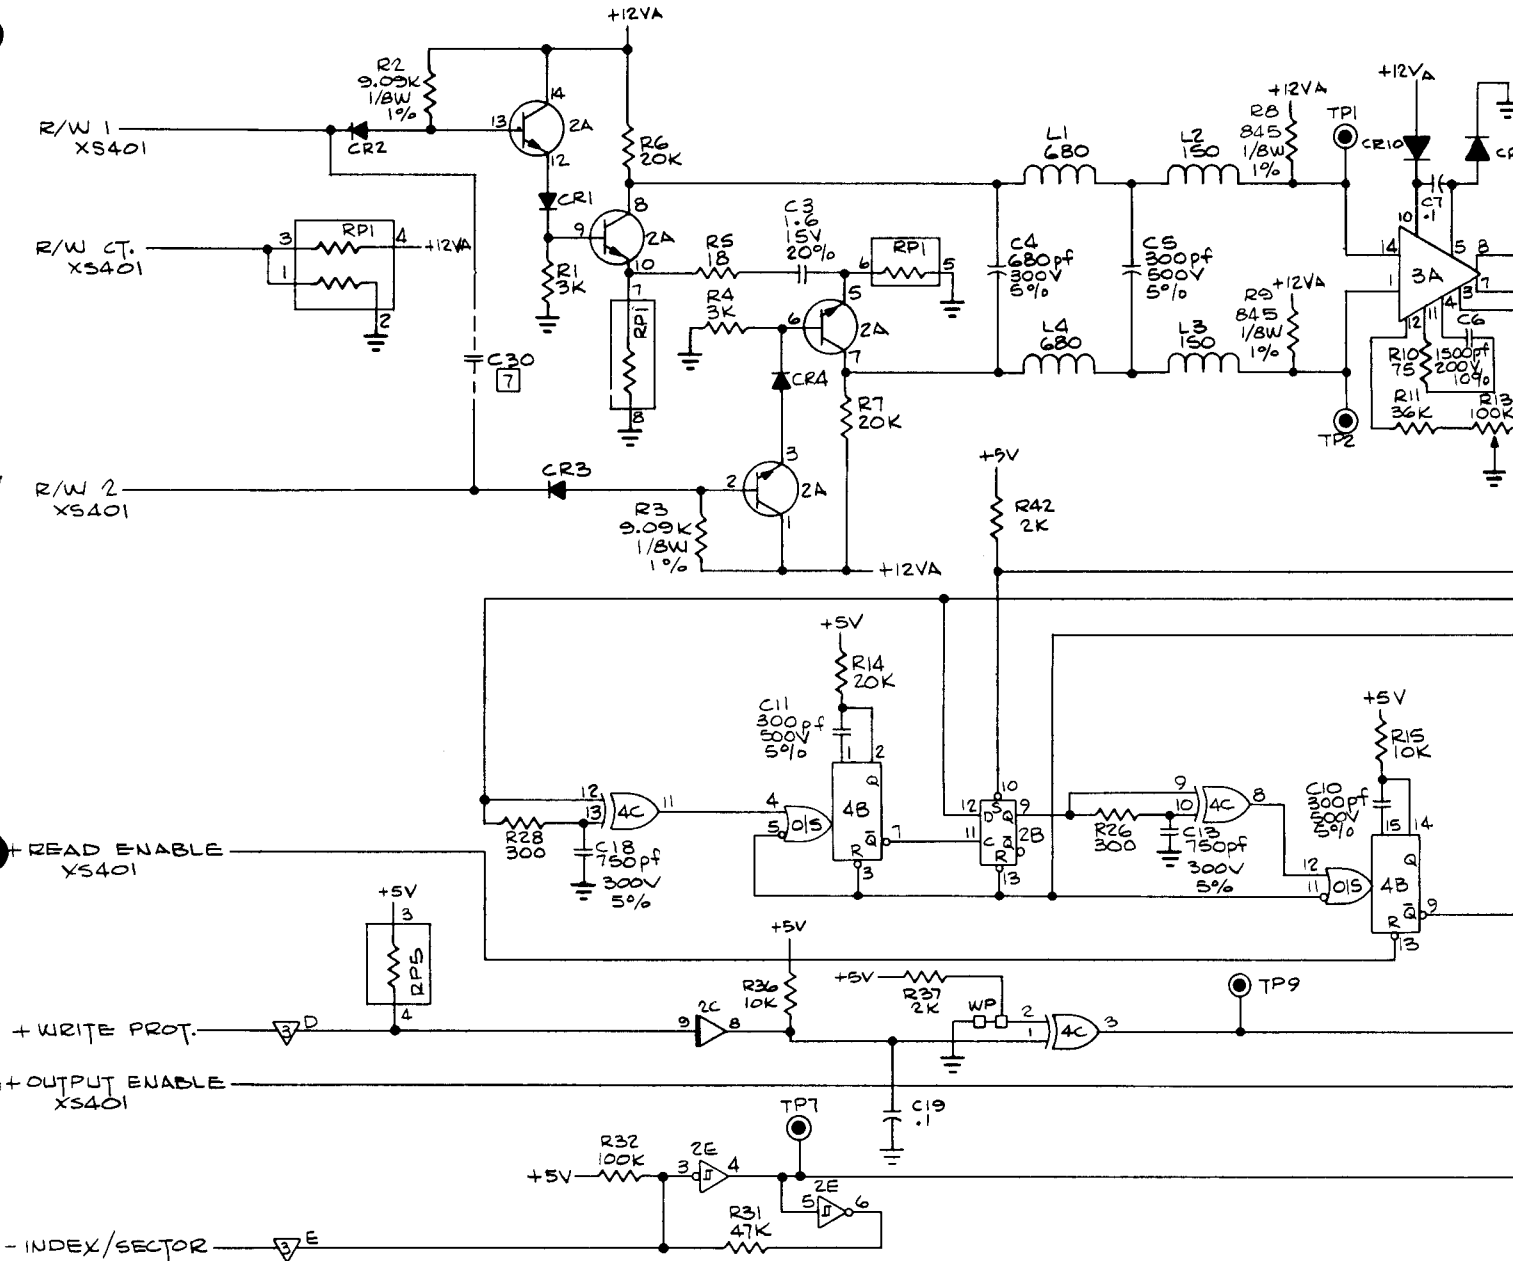 +12VA
R2
9.09K
1/8W
1%
R/W 1
XS401
CR2
13
14
2A
12
R6
20K
CR1
9
8
2A
10
R1
3K
R/W CT.
XS401
3
RP1
4
+12VA
1
2
C30
7
7
RP1
8
R5
18
C3
1.6
15V
20%
6
RP1
5
R4
3K
6
5
2A
7
CR4
R7
20K
R/W 2
XS401
CR3
2
3
2A
1
R3
9.09K
1/8W
1%
+12VA
L1
680
L2
150
C4
680pf
300V
5%
C5
300pf
500V
5%
L4
680
L3
150
+12VA
R8
845
1/8W
1%
TP1
+12VA
R9
845
1/8W
1%
TP2
+12VA
CR10
C7
.1
10
14
1
3A
5
8
7
3
4
11
12
C6
1500pf
200V
10%
R10
75
R11
36K
R13
100K
+5V
R42
2K
+5V
R14
20K
C11
300pf
500V
5%
1
2
Q
4B
Q̅
7
R
3
12
13
4C
11
R28
300
C18
750pf
300V
5%
4
5
O/S
10
12
S
9
D
Q
11
C
Q̅
2B
R
13
R26
300
9
10
4C
8
C13
750pf
300V
5%
+5V
R15
10K
C10
300pf
500V
5%
15
14
12
11
O/S
4B
Q
Q̅
9
R
13
+ READ ENABLE
XS401
+5V
3
RP5
4
+ WRITE PROT.
3
D
9
2C
8
+5V
R36
10K
+5V
R37
2K
WP
2
1
4C
3
TP9
+ OUTPUT ENABLE
XS401
C19
.1
TP7
R32
100K
+5V
3
2E
4
5
2E
6
R31
47K
- INDEX/SECTOR
3
E